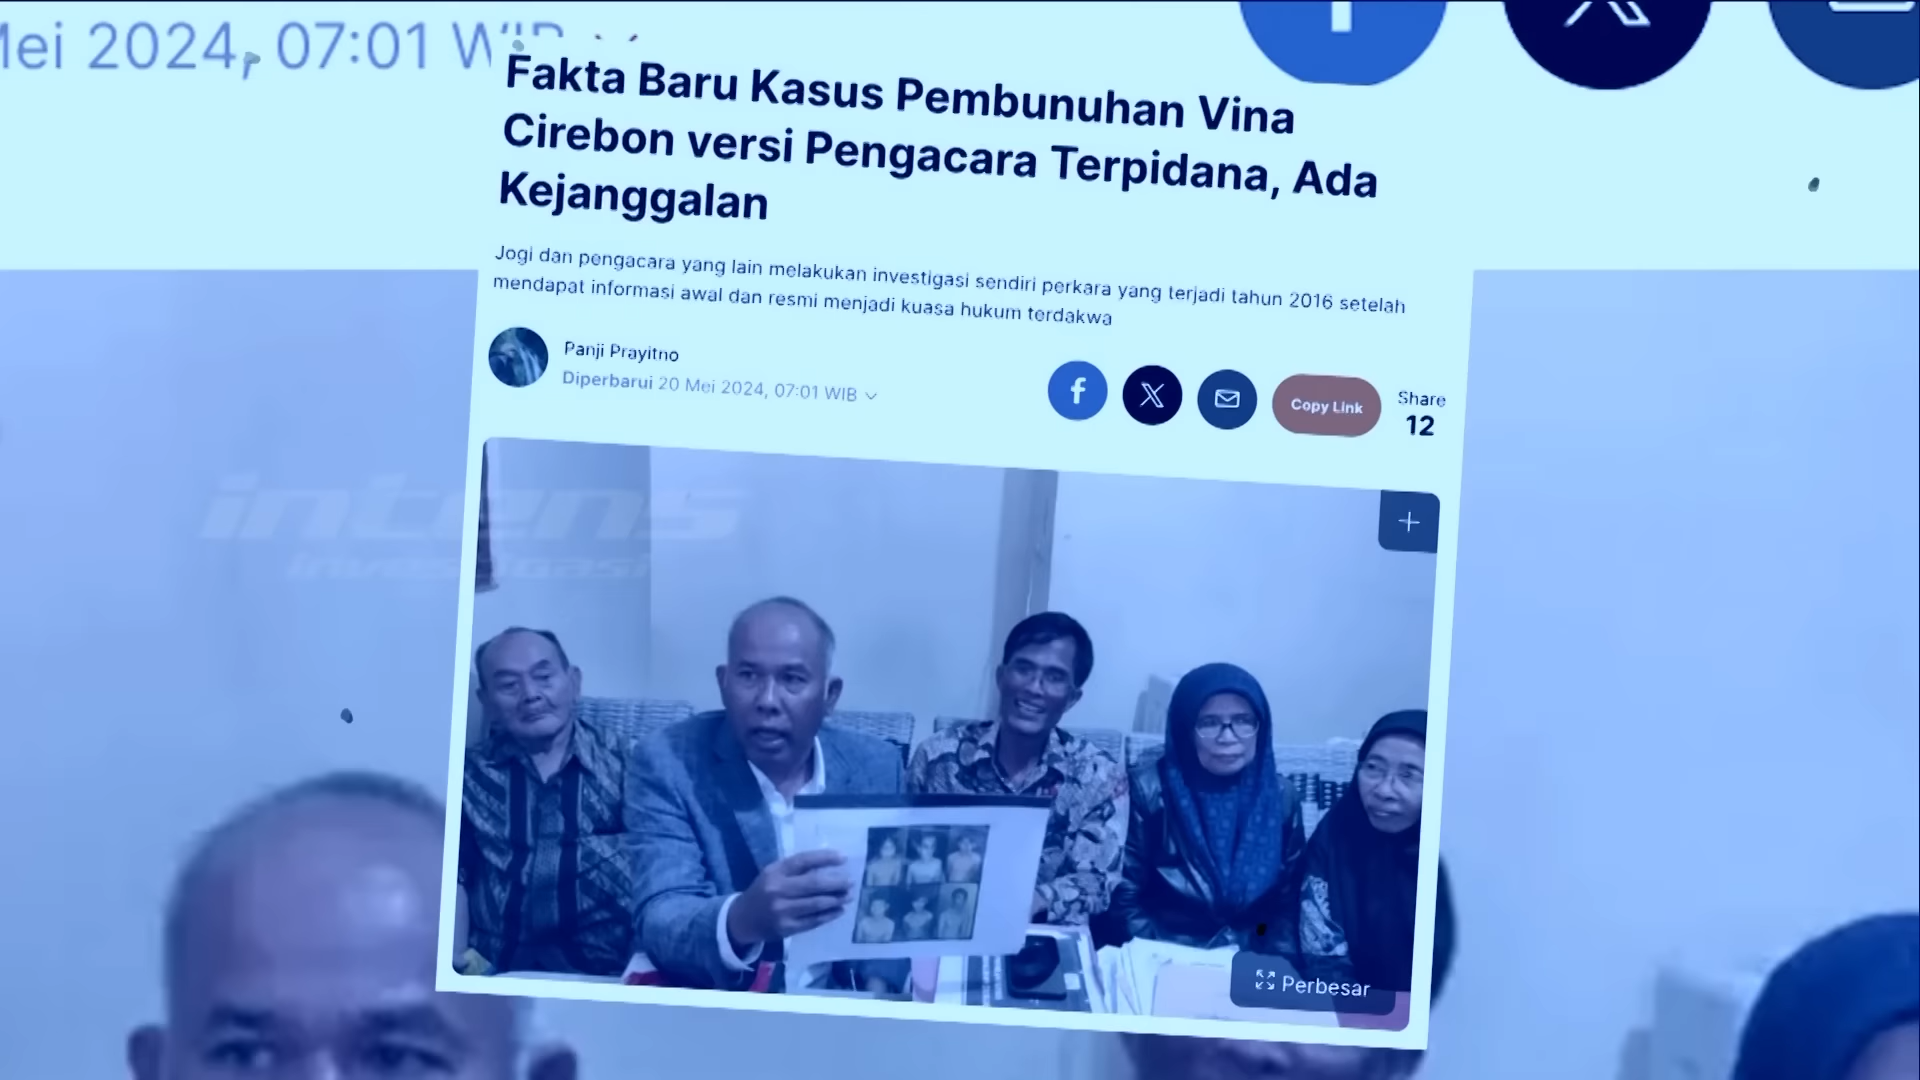 Mei 2024, 07:01
Fakta Baru Kasus Pembunuhan Vina
Cirebon versi Pengacara Terpidana, Ada
Kejanggalan
Jogi dan pengacara yang lain melakukan investigasi sendiri perkara yang terjadi tahun 2016 setelah
mendapat informasi awal dan resmi menjadi kuasa hukum terdakwa
Panji Prayitno
Diperbarui 20 Mei 2024, 07:01 WIB
Copy Link
Share
12
intens
investigasi
Perbesar